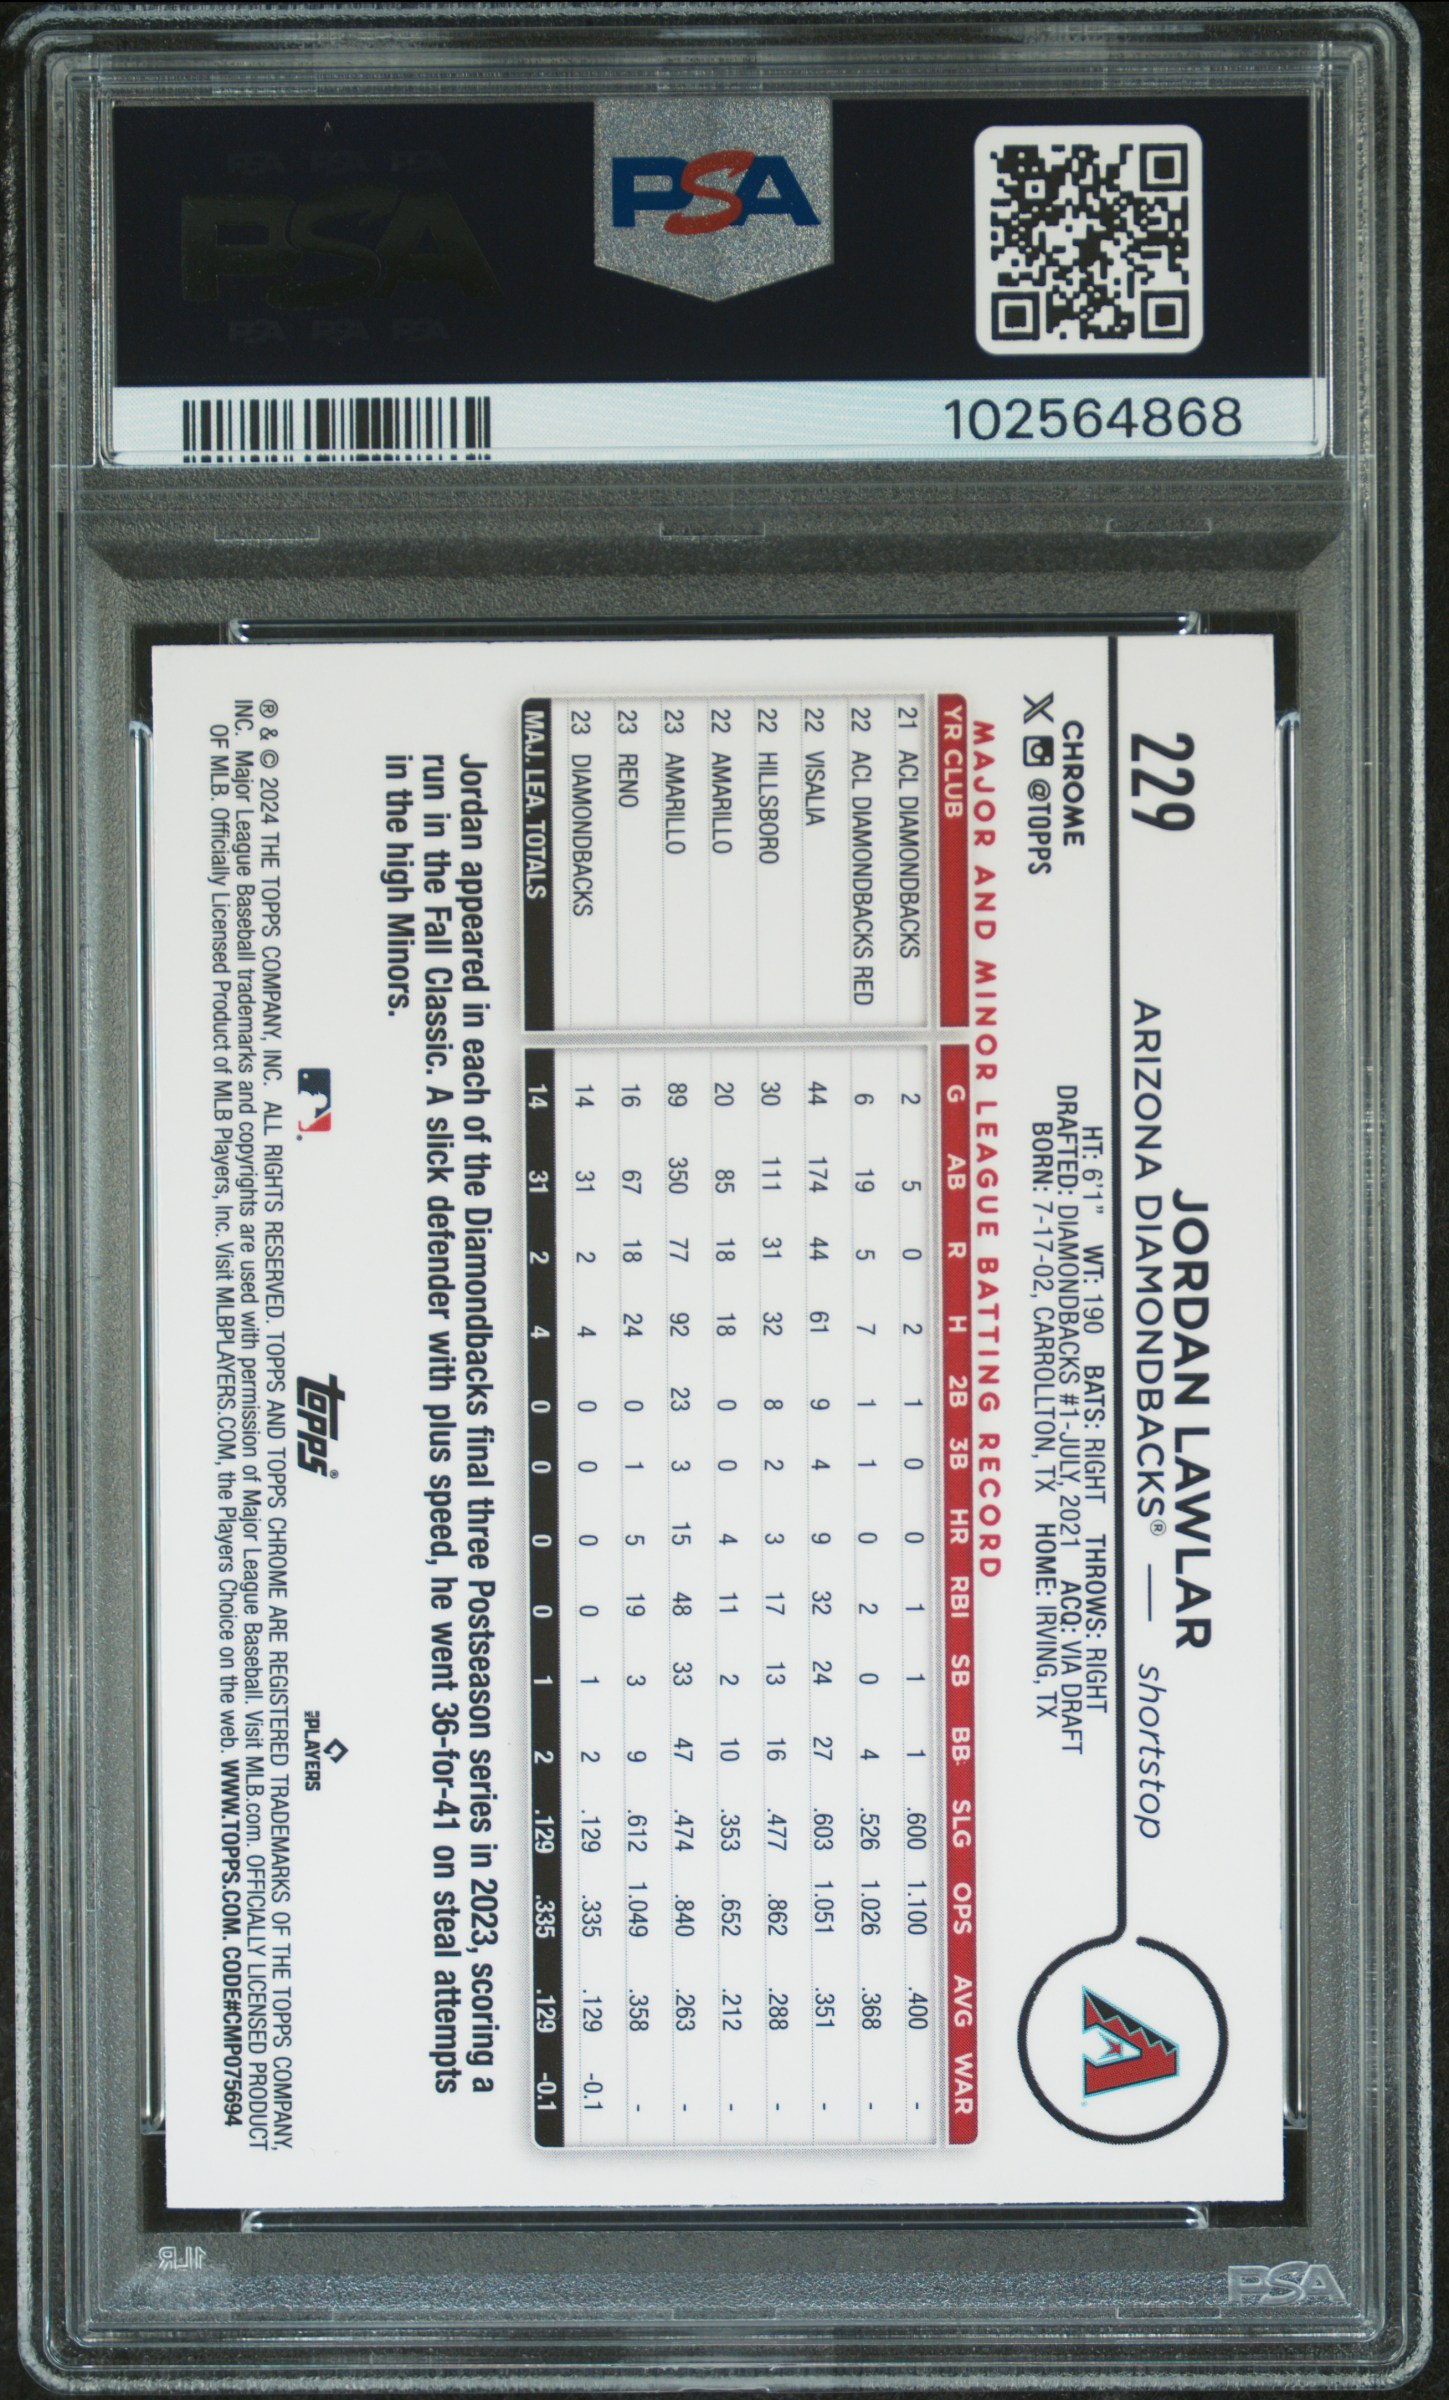 PSA
PSA
102564868
229
JORDAN LAWLAR
ARIZONA DIAMONDBACKS® — shortstop
CHROME
@TOPPS
HT: 6'1" WT: 190 BATS: RIGHT THROWS: RIGHT
DRAFTED: DIAMONDBACKS #1-JULY, 2021 ACQ: VIA DRAFT
BORN: 7-17-02, CARROLLTON, TX HOME: IRVING, TX
MAJOR AND MINOR LEAGUE BATTING RECORD
YR CLUB G AB R H 2B 3B HR RBI SB BB SLG OPS AVG WAR
21 ACL DIAMONDBACKS 2 5 0 2 1 0 0 1 1 1 .600 1.100 .400 -
22 ACL DIAMONDBACKS RED 6 19 5 7 1 1 0 2 0 4 .526 1.026 .368 -
22 VISALIA 44 174 44 61 9 4 9 32 24 27 .603 1.051 .351 -
22 HILLSBORO 30 111 31 32 8 2 3 17 13 16 .477 .862 .288 -
22 AMARILLO 20 85 18 18 0 0 4 11 2 10 .353 .652 .212 -
23 AMARILLO 89 350 77 92 23 3 15 48 33 47 .474 .840 .263 -
23 RENO 16 67 18 24 0 1 5 19 3 9 .612 1.049 .358 -
23 DIAMONDBACKS 14 31 2 4 0 0 0 0 1 2 .129 .335 .129 -0.1
MAJ. LEA. TOTALS 14 31 2 4 0 0 0 0 1 2 .129 .335 .129 -0.1
Jordan appeared in each of the Diamondbacks final three Postseason series in 2023, scoring a
run in the Fall Classic. A slick defender with plus speed, he went 36-for-41 on steal attempts
in the high Minors.
topps®
PLAYERS
® & © 2024 THE TOPPS COMPANY, INC. ALL RIGHTS RESERVED. TOPPS AND TOPPS CHROME ARE REGISTERED TRADEMARKS OF THE TOPPS COMPANY,
INC. Major League Baseball trademarks and copyrights are used with permission of Major League Baseball. Visit MLB.com. OFFICIALLY LICENSED PRODUCT
OF MLB. Officially Licensed Product of MLB Players, Inc. Visit MLBPLAYERS.COM, the Players Choice on the web. WWW.TOPPS.COM. CODE#CMP075694
PSA